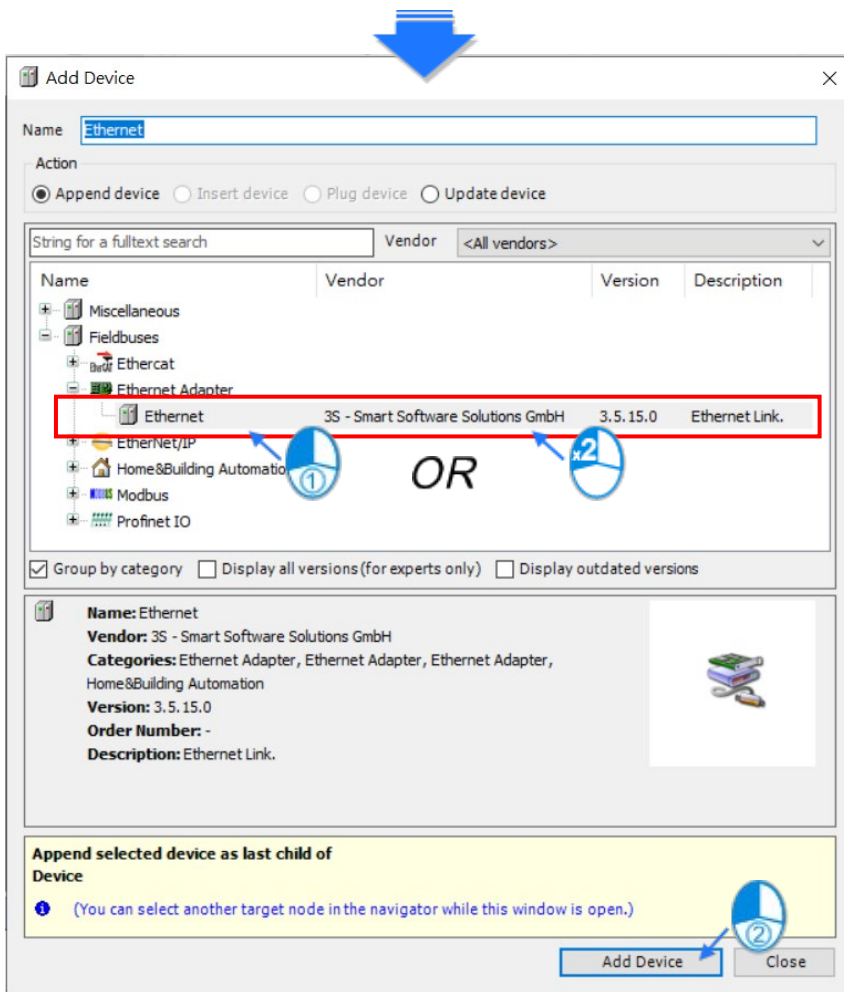 Add Device
Name Ethernet
Action
Append device Insert device Plug device Update device
String for a fulltext search Vendor <All vendors>
Name Vendor Version Description
Miscellaneous
Fieldbuses
Ethercat
Ethernet Adapter
Ethernet 3S - Smart Software Solutions GmbH 3.5.15.0 Ethernet Link.
EtherNet/IP
① x2
Home&Building Automatio OR
Modbus
Profinet IO
Group by category Display all versions (for experts only) Display outdated versions
Name: Ethernet
Vendor: 3S - Smart Software Solutions GmbH
Categories: Ethernet Adapter, Ethernet Adapter, Ethernet Adapter,
Home&Building Automation
Version: 3.5.15.0
Order Number: -
Description: Ethernet Link.
Append selected device as last child of
Device
(You can select another target node in the navigator while this window is open.)
②
Add Device Close